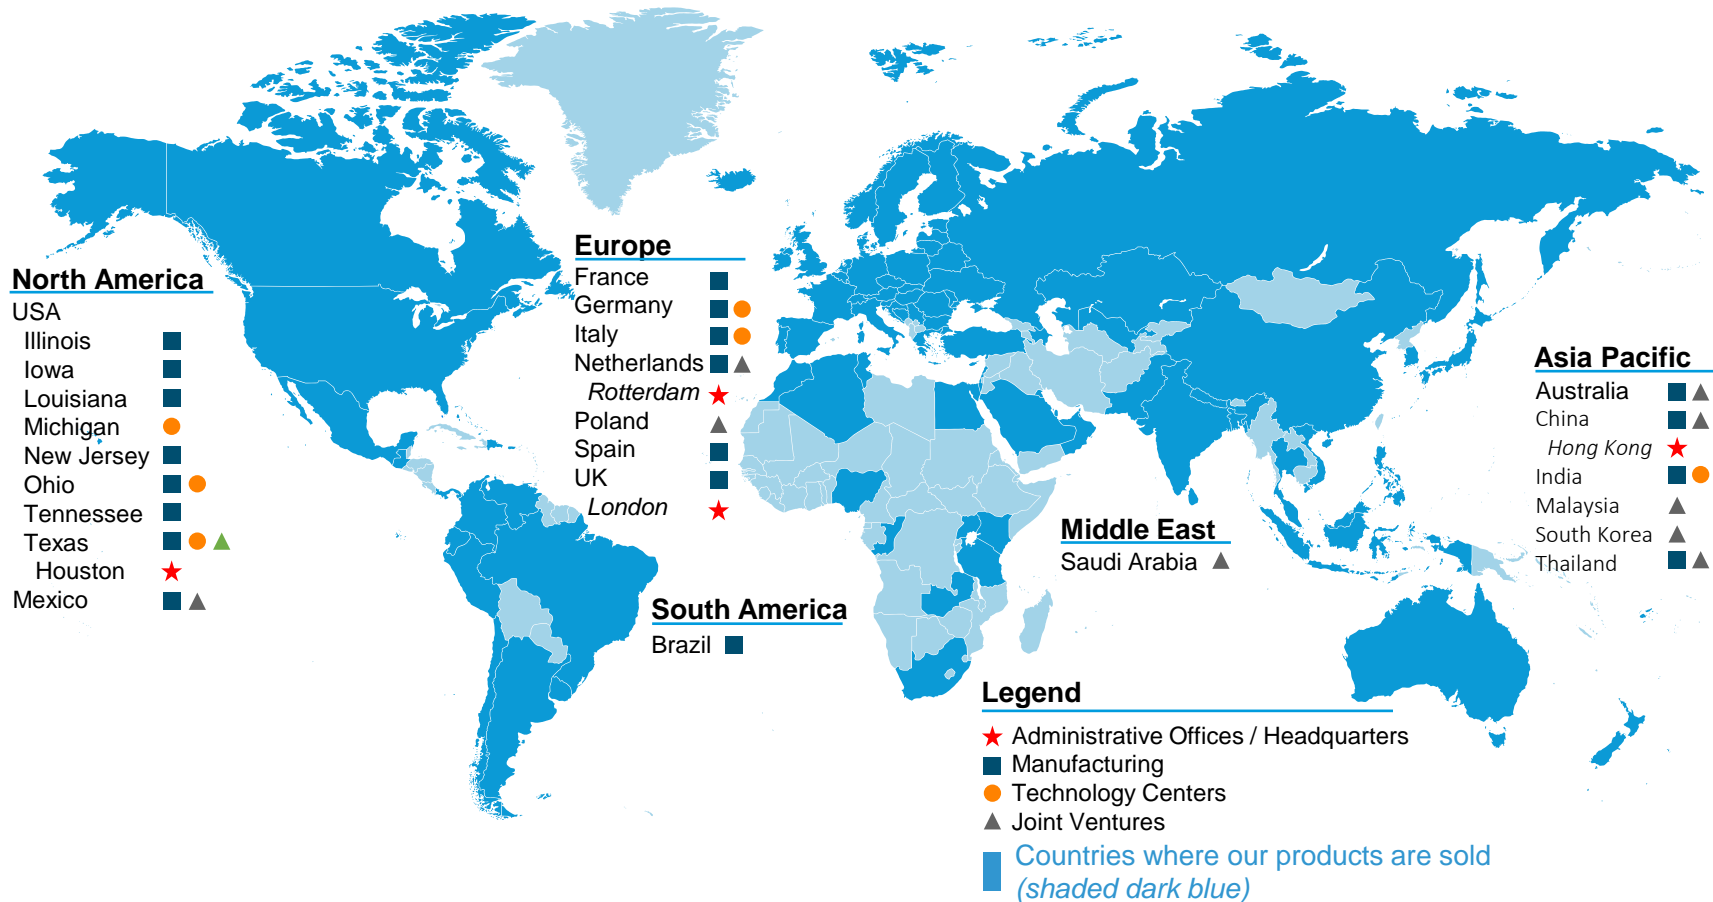 North America
USA
Illinois
Iowa
Louisiana
Michigan
New Jersey
Ohio
Tennessee
Texas
Houston
Mexico
Europe
France
Germany
Italy
Netherlands
Rotterdam
Poland
Spain
UK
London
South America
Brazil
Middle East
Saudi Arabia
Asia Pacific
Australia
China
Hong Kong
India
Malaysia
South Korea
Thailand
Legend
Administrative Offices / Headquarters
Manufacturing
Technology Centers
Joint Ventures
Countries where our products are sold
(shaded dark blue)